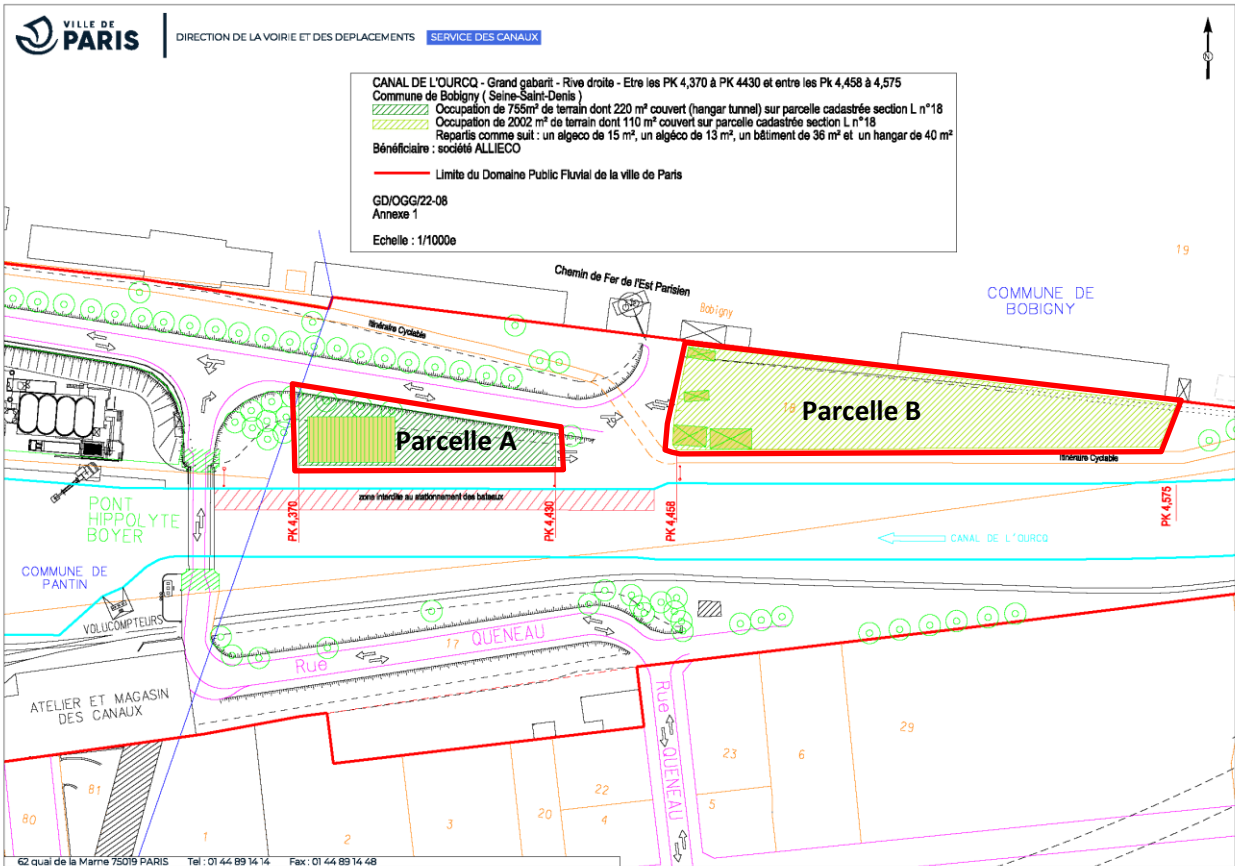 VILLE DE
PARIS
DIRECTION DE LA VOIRIE ET DES DEPLACEMENTS
SERVICE DES CANAUX
N
CANAL DE L'OURCQ - Grand gabarit - Rive droite - Etre les PK 4,370 à PK 4430 et entre les Pk 4,458 à 4,575
Commune de Bobigny ( Seine-Saint-Denis )
Occupation de 755m² de terrain dont 220 m² couvert (hangar tunnel) sur parcelle cadastrée section L n°18
Occupation de 2002 m² de terrain dont 110 m² couvert sur parcelle cadastrée section L n°18
Repartis comme suit : un algeco de 15 m², un algéco de 13 m², un bâtiment de 36 m² et un hangar de 40 m²
Bénéficiaire : société ALLIECO
Limite du Domaine Public Fluvial de la ville de Paris
GD/OGG/22-08
Annexe 1
Echelle : 1/1000e
19
Chemin de Fer de l'Est Parisien
COMMUNE DE
BOBIGNY
Bobigny
Itinéraire Cyclable
18
Parcelle B
Parcelle A
Itinéraire Cyclable
zone interdite au stationnement des bateaux
PK 4,370
PK 4,430
PK 4,458
PK 4,575
PONT
HIPPOLYTE
BOYER
CANAL DE L'OURCQ
COMMUNE DE
PANTIN
VOLUCOMPTEURS
17
Rue QUENEAU
ATELIER ET MAGASIN
DES CANAUX
Rue QUENEAU
29
23
6
81
22
80
20
4
5
3
1
2
62 quai de la Marne 75019 PARIS Tel : 01 44 89 14 14 Fax : 01 44 89 14 48